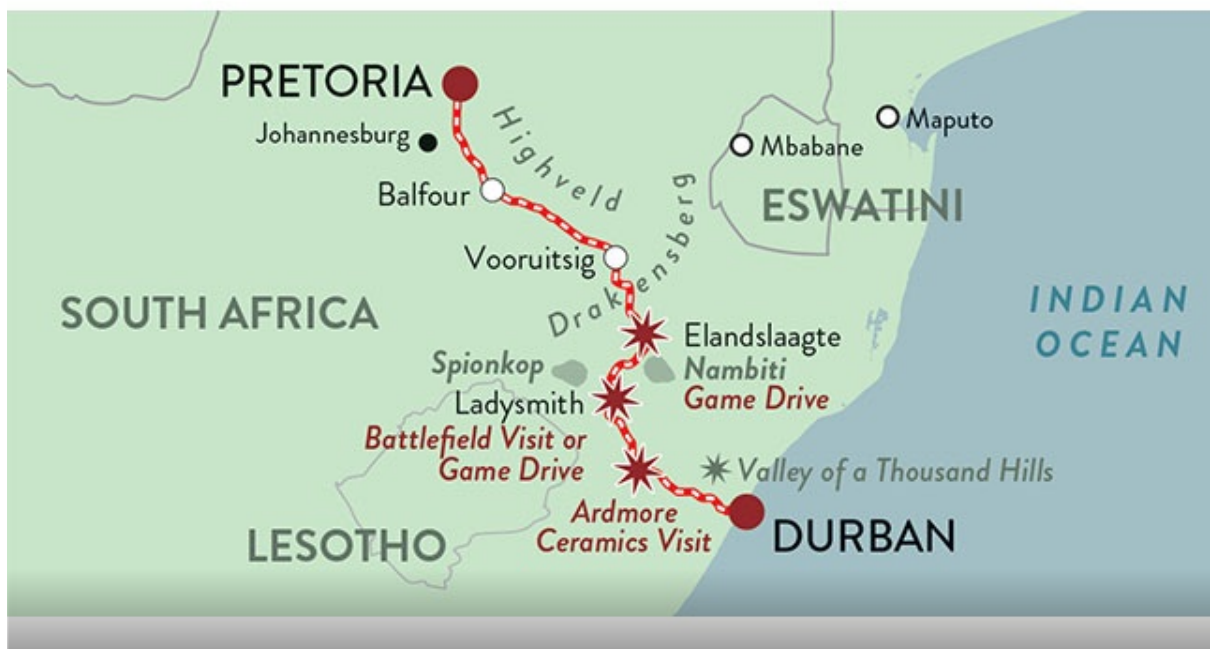 PRETORIA
Johannesburg
Highveld
Maputo
Mbabane
Balfour
ESWATINI
Vooruitsig
Drakensberg
SOUTH AFRICA
INDIAN
OCEAN
Elandslaagte
Spionkop
Nambiti
Game Drive
Ladysmith
Battlefield Visit or
Game Drive
Valley of a Thousand Hills
Ardmore
Ceramics Visit
DURBAN
LESOTHO